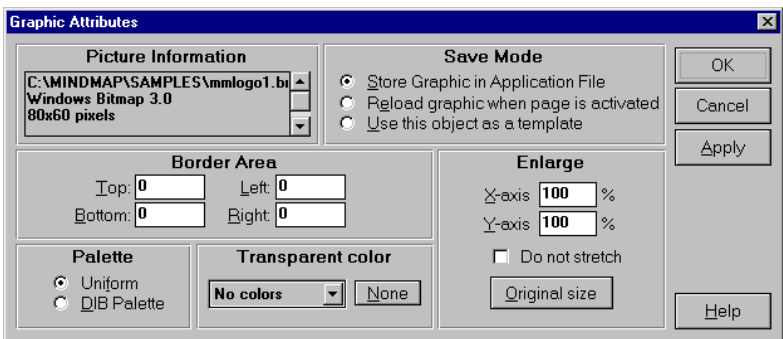 Graphic Attributes
Picture Information
C:\MINDMAP\SAMPLES\mmlogo1.b
Windows Bitmap 3.0
80x60 pixels
Save Mode
Store Graphic in Application File
Reload graphic when page is activated
Use this object as a template
OK
Cancel
Apply
Border Area
Top: 0 Left: 0
Bottom: 0 Right: 0
Enlarge
X-axis 100 %
Y-axis 100 %
Do not stretch
Original size
Palette
Uniform
DIB Palette
Transparent color
No colors None
Help